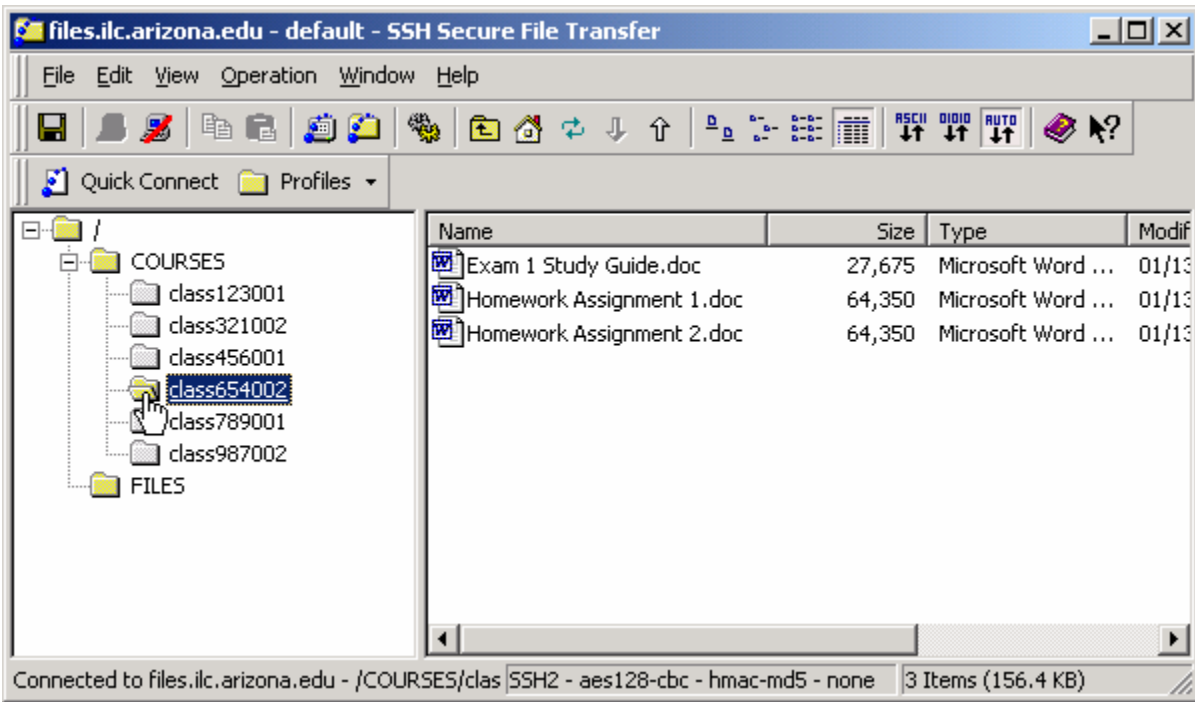 files.ilc.arizona.edu - default - SSH Secure File Transfer
File Edit View Operation Window Help
ASCII 01010 AUTO
Quick Connect Profiles
/
COURSES
class123001
class321002
class456001
class654002
class789001
class987002
FILES
Name Size Type Modif
Exam 1 Study Guide.doc 27,675 Microsoft Word ... 01/13
Homework Assignment 1.doc 64,350 Microsoft Word ... 01/13
Homework Assignment 2.doc 64,350 Microsoft Word ... 01/13
Connected to files.ilc.arizona.edu - /COURSES/clas SSH2 - aes128-cbc - hmac-md5 - none 3 Items (156.4 KB)